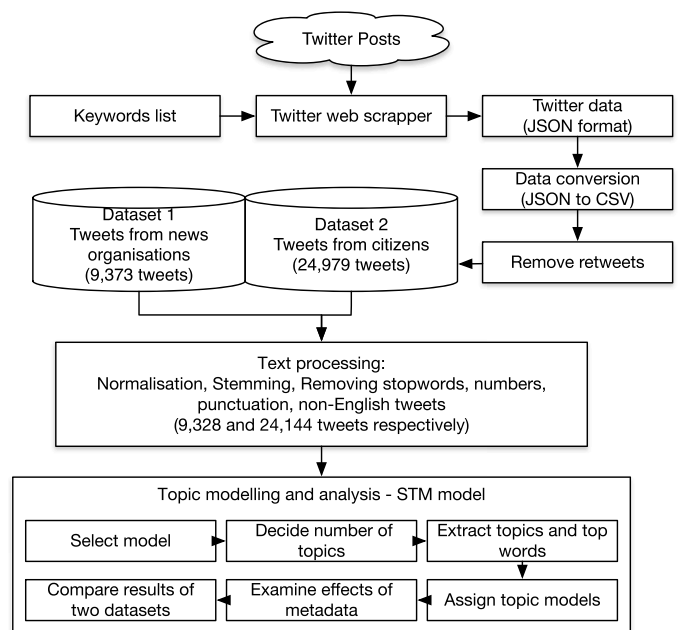 Twitter Posts
Keywords list
Twitter web scrapper
Twitter data
(JSON format)
Data conversion
(JSON to CSV)
Dataset 1
Tweets from news
organisations
(9,373 tweets)
Dataset 2
Tweets from citizens
(24,979 tweets)
Remove retweets
Text processing:
Normalisation, Stemming, Removing stopwords, numbers,
punctuation, non-English tweets
(9,328 and 24,144 tweets respectively)
Topic modelling and analysis - STM model
Select model
Decide number of
topics
Extract topics and top
words
Compare results of
two datasets
Examine effects of
metadata
Assign topic models